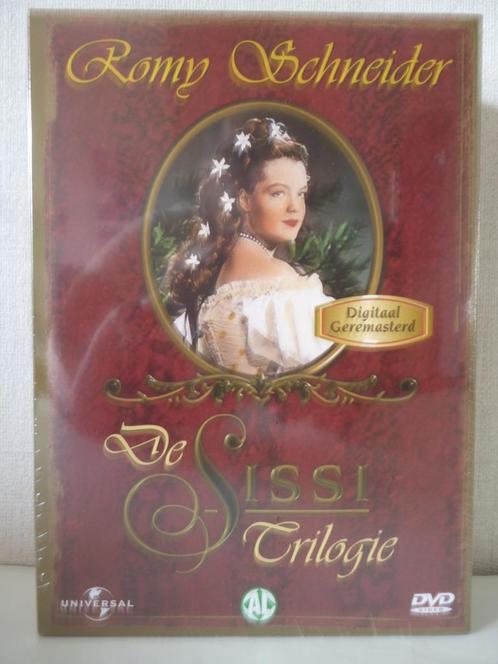 Romy Schneider
Digitaal
Geremasterd
De SISSI
Trilogie
UNIVERSAL
AL
DVD
VIDEO